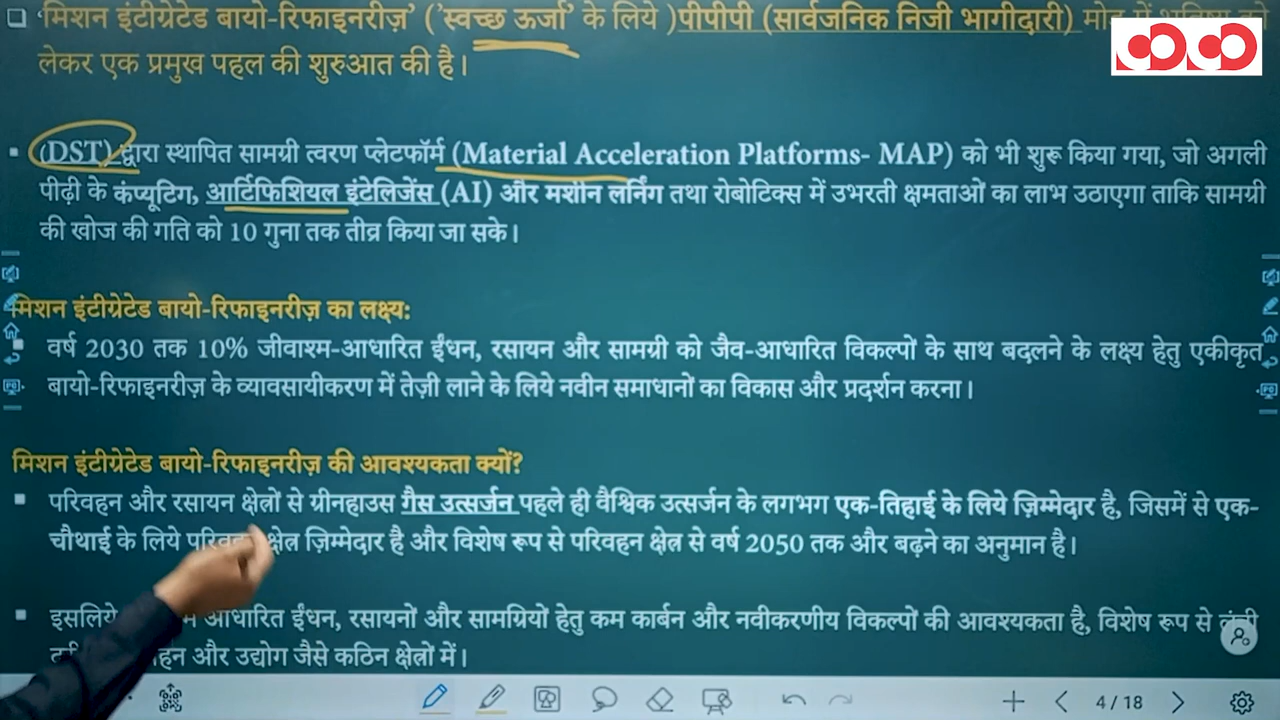 'मिशन इंटीग्रेटेड बायो-रिफाइनरीज़' ('स्वच्छ ऊर्जा' के लिये )पीपीपी (सार्वजनिक निजी भागीदारी)
लेकर एक प्रमुख पहल की शुरुआत की है।
(DST) द्वारा स्थापित सामग्री त्वरण प्लेटफॉर्म (Material Acceleration Platforms- MAP) को भी शुरू किया गया, जो अगली
पीढ़ी के कंप्यूटिंग, आर्टिफिशियल इंटेलिजेंस (AI) और मशीन लर्निंग तथा रोबोटिक्स में उभरती क्षमताओं का लाभ उठाएगा ताकि सामग्री
की खोज की गति को 10 गुना तक तीव्र किया जा सके।
मिशन इंटीग्रेटेड बायो-रिफाइनरीज़ का लक्ष्य:
वर्ष 2030 तक 10% जीवाश्म-आधारित ईंधन, रसायन और सामग्री को जैव-आधारित विकल्पों के साथ बदलने के लक्ष्य हेतु एकीकृत
बायो-रिफाइनरीज़ के व्यावसायीकरण में तेज़ी लाने के लिये नवीन समाधानों का विकास और प्रदर्शन करना।
मिशन इंटीग्रेटेड बायो-रिफाइनरीज़ की आवश्यकता क्यों?
परिवहन और रसायन क्षेत्रों से ग्रीनहाउस गैस उत्सर्जन पहले ही वैश्विक उत्सर्जन के लगभग एक-तिहाई के लिये ज़िम्मेदार है, जिसमें से एक-
चौथाई के लिये परिवहन क्षेत्र ज़िम्मेदार है और विशेष रूप से परिवहन क्षेत्र से वर्ष 2050 तक और बढ़ने का अनुमान है।
इसलिये आधारित ईंधन, रसायनों और सामग्रियों हेतु कम कार्बन और नवीकरणीय विकल्पों की आवश्यकता है, विशेष रूप से
और उद्योग जैसे कठिन क्षेत्रों में।
4 / 18